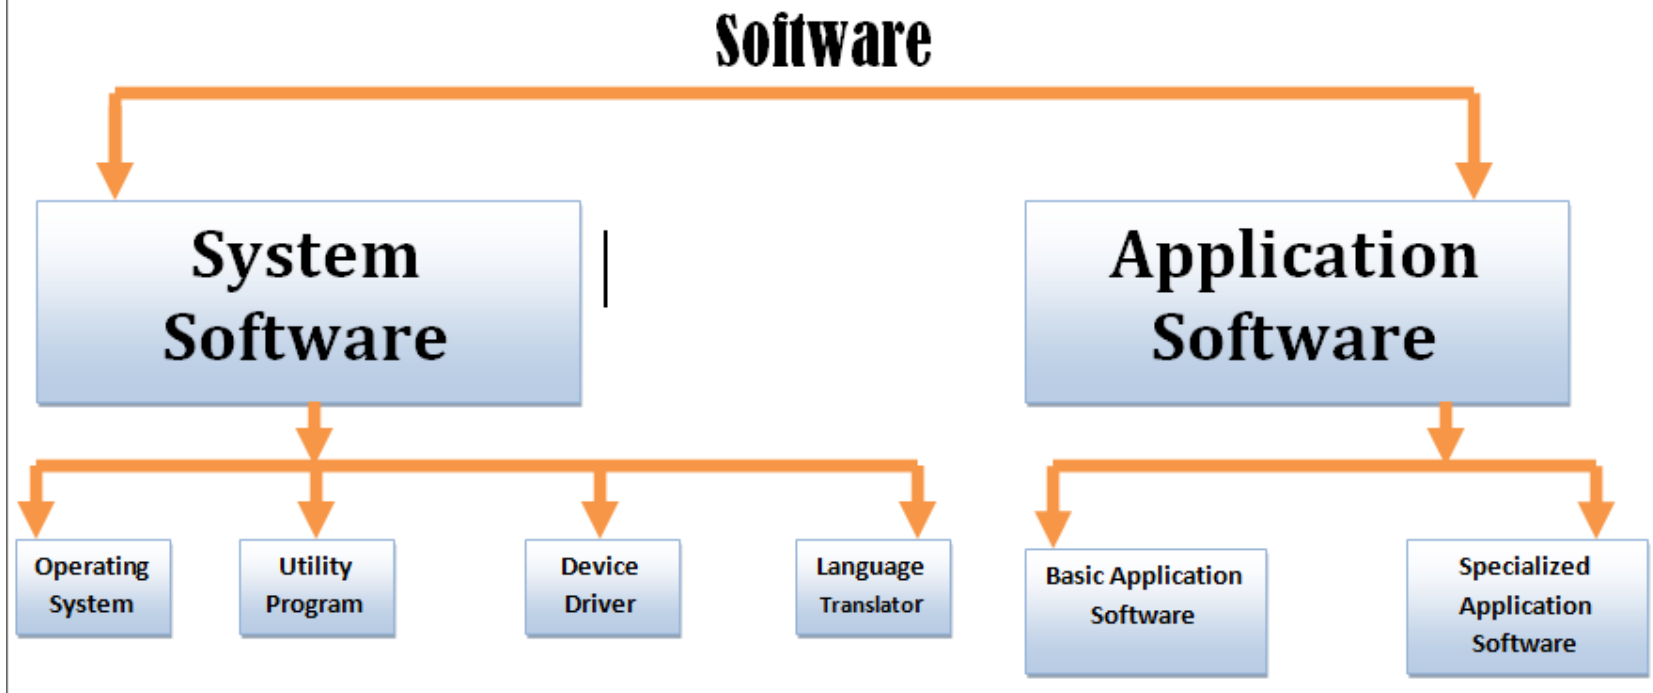 Software
System
Software
Application
Software
Operating
System
Utility
Program
Device
Driver
Language
Translator
Basic Application
Software
Specialized
Application
Software